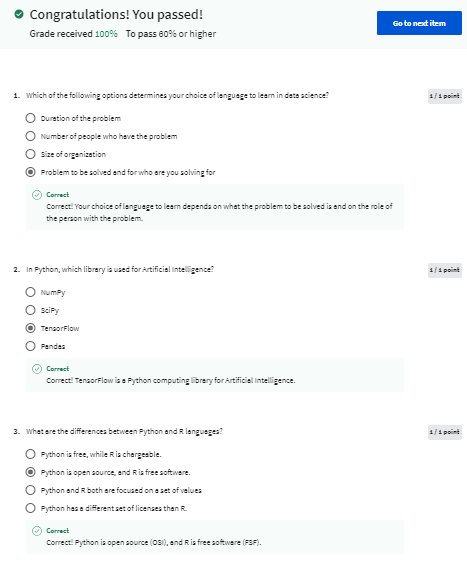 Congratulations! You passed!
Grade received 100% To pass 60% or higher
Go to next item
1. Which of the following options determines your choice of language to learn in data science?
1 / 1 point
Duration of the problem
Number of people who have the problem
Size of organization
Problem to be solved and for who are you solving for
Correct
Correct! Your choice of language to learn depends on what the problem to be solved is and on the role of
the person with the problem.
2. In Python, which library is used for Artificial Intelligence?
1 / 1 point
NumPy
SciPy
TensorFlow
Pandas
Correct
Correct! TensorFlow is a Python computing library for Artificial Intelligence.
3. What are the differences between Python and R languages?
1 / 1 point
Python is free, while R is chargeable.
Python is open source, and R is free software.
Python and R both are focused on a set of values
Python has a different set of licenses than R.
Correct
Correct! Python is open source (OSI), and R is free software (FSF).